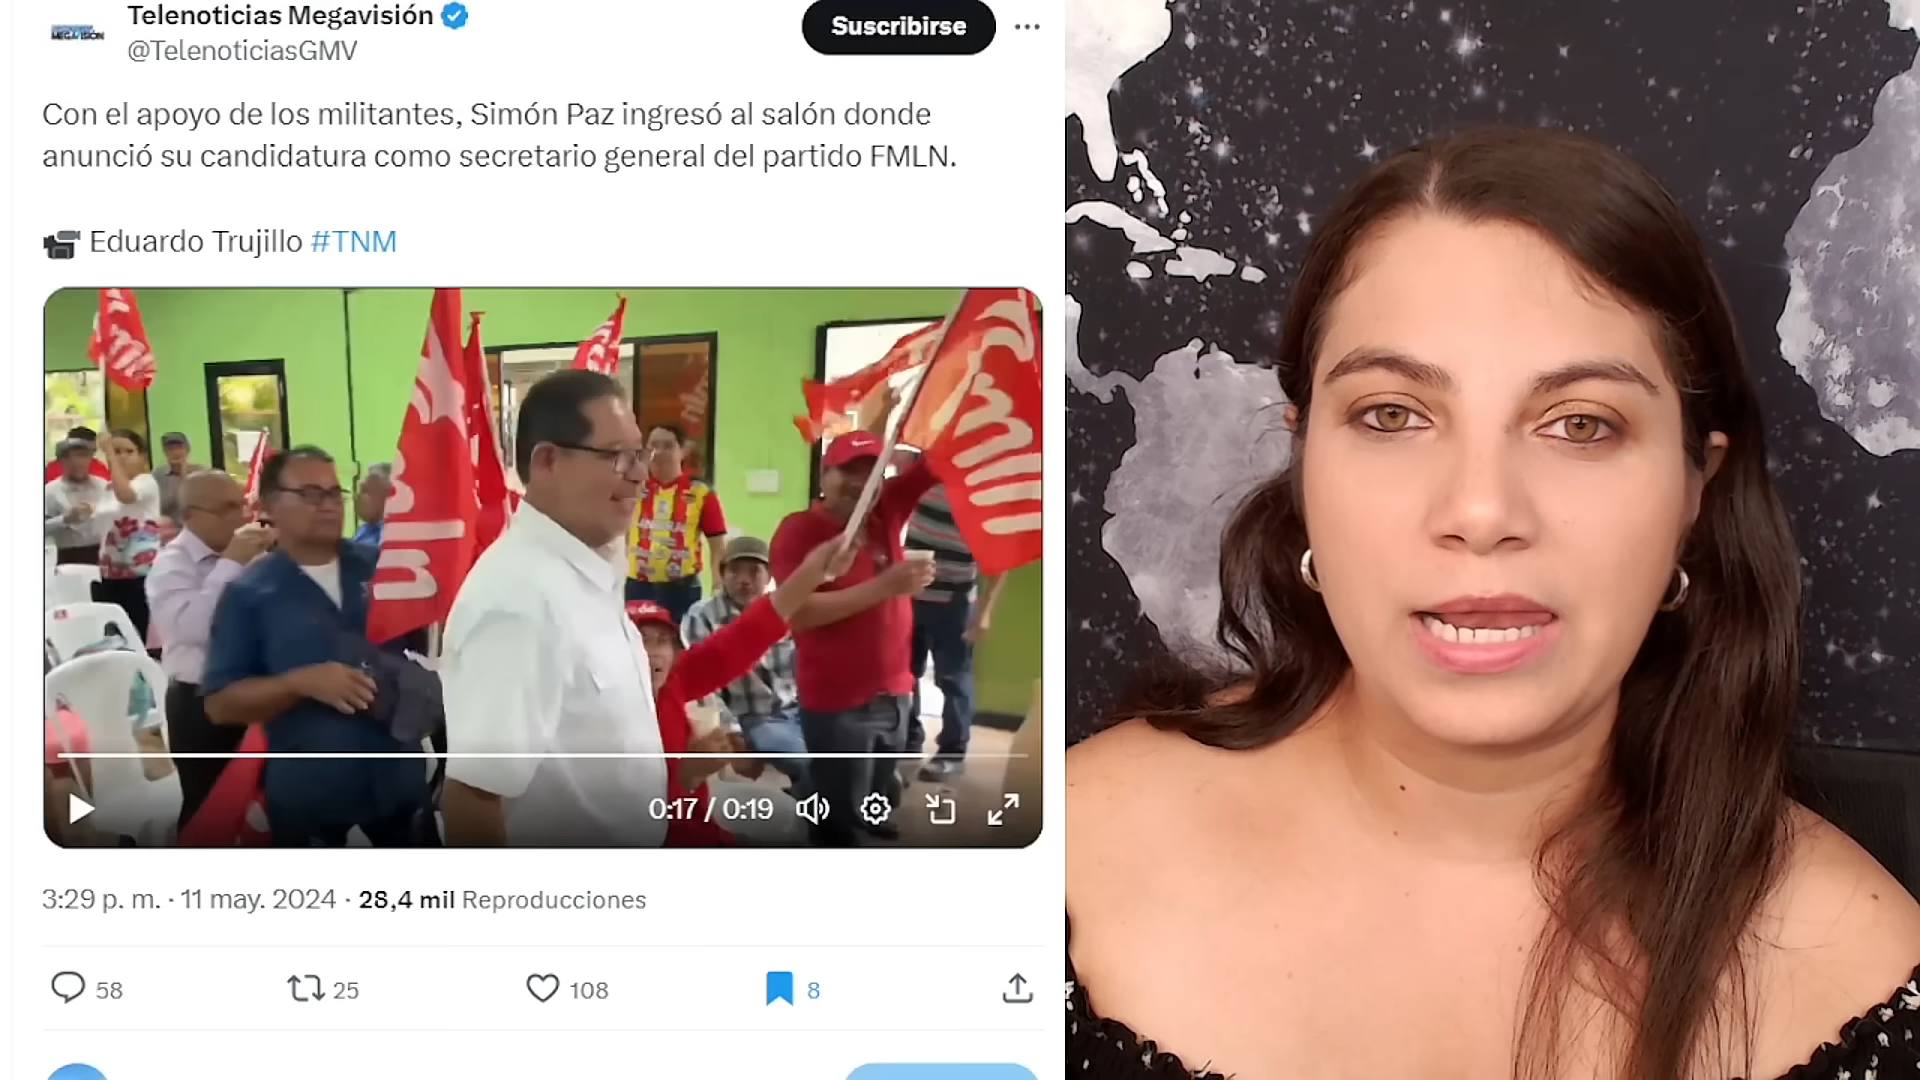 Telenoticias Megavisión
@TelenoticiasGMV
Suscribirse
Con el apoyo de los militantes, Simón Paz ingresó al salón donde
anunció su candidatura como secretario general del partido FMLN.
Eduardo Trujillo #TNM
0:17 / 0:19
3:29 p. m. · 11 may. 2024 · 28,4 mil Reproducciones
58
25
108
8